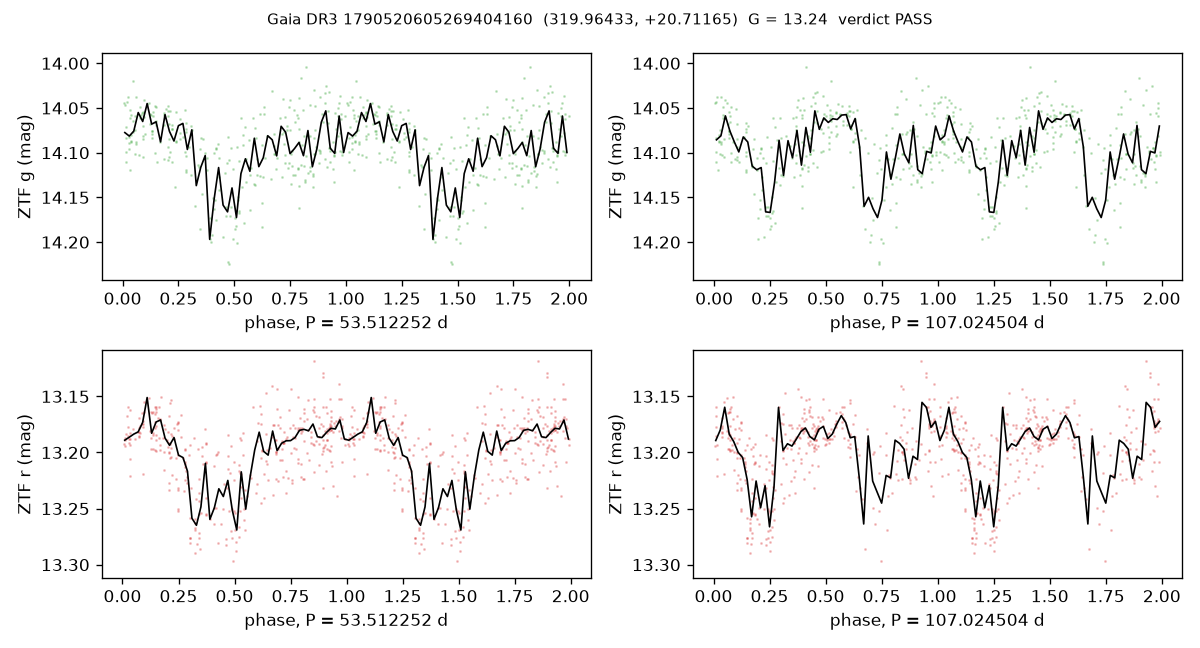 Gaia DR3 1790520605269404160 (319.96433, +20.71165) G = 13.24 verdict PASS
14.00
14.05
14.10
14.15
14.20
ZTF g (mag)
0.00 0.25 0.50 0.75 1.00 1.25 1.50 1.75 2.00
phase, P = 53.512252 d
14.00
14.05
14.10
14.15
14.20
ZTF g (mag)
0.00 0.25 0.50 0.75 1.00 1.25 1.50 1.75 2.00
phase, P = 107.024504 d
13.15
13.20
13.25
13.30
ZTF r (mag)
0.00 0.25 0.50 0.75 1.00 1.25 1.50 1.75 2.00
phase, P = 53.512252 d
13.15
13.20
13.25
13.30
ZTF r (mag)
0.00 0.25 0.50 0.75 1.00 1.25 1.50 1.75 2.00
phase, P = 107.024504 d